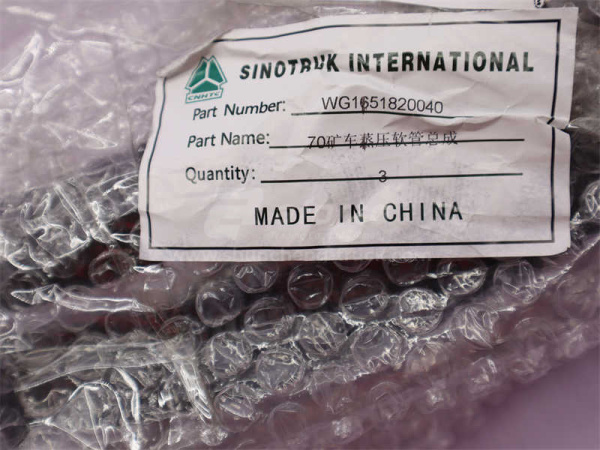 SINOTRUK INTERNATIONAL
CNHTC
Part Number: WG1651820040
Part Name: 70矿车蒸压软管总成
Quantity: 3
MADE IN CHINA